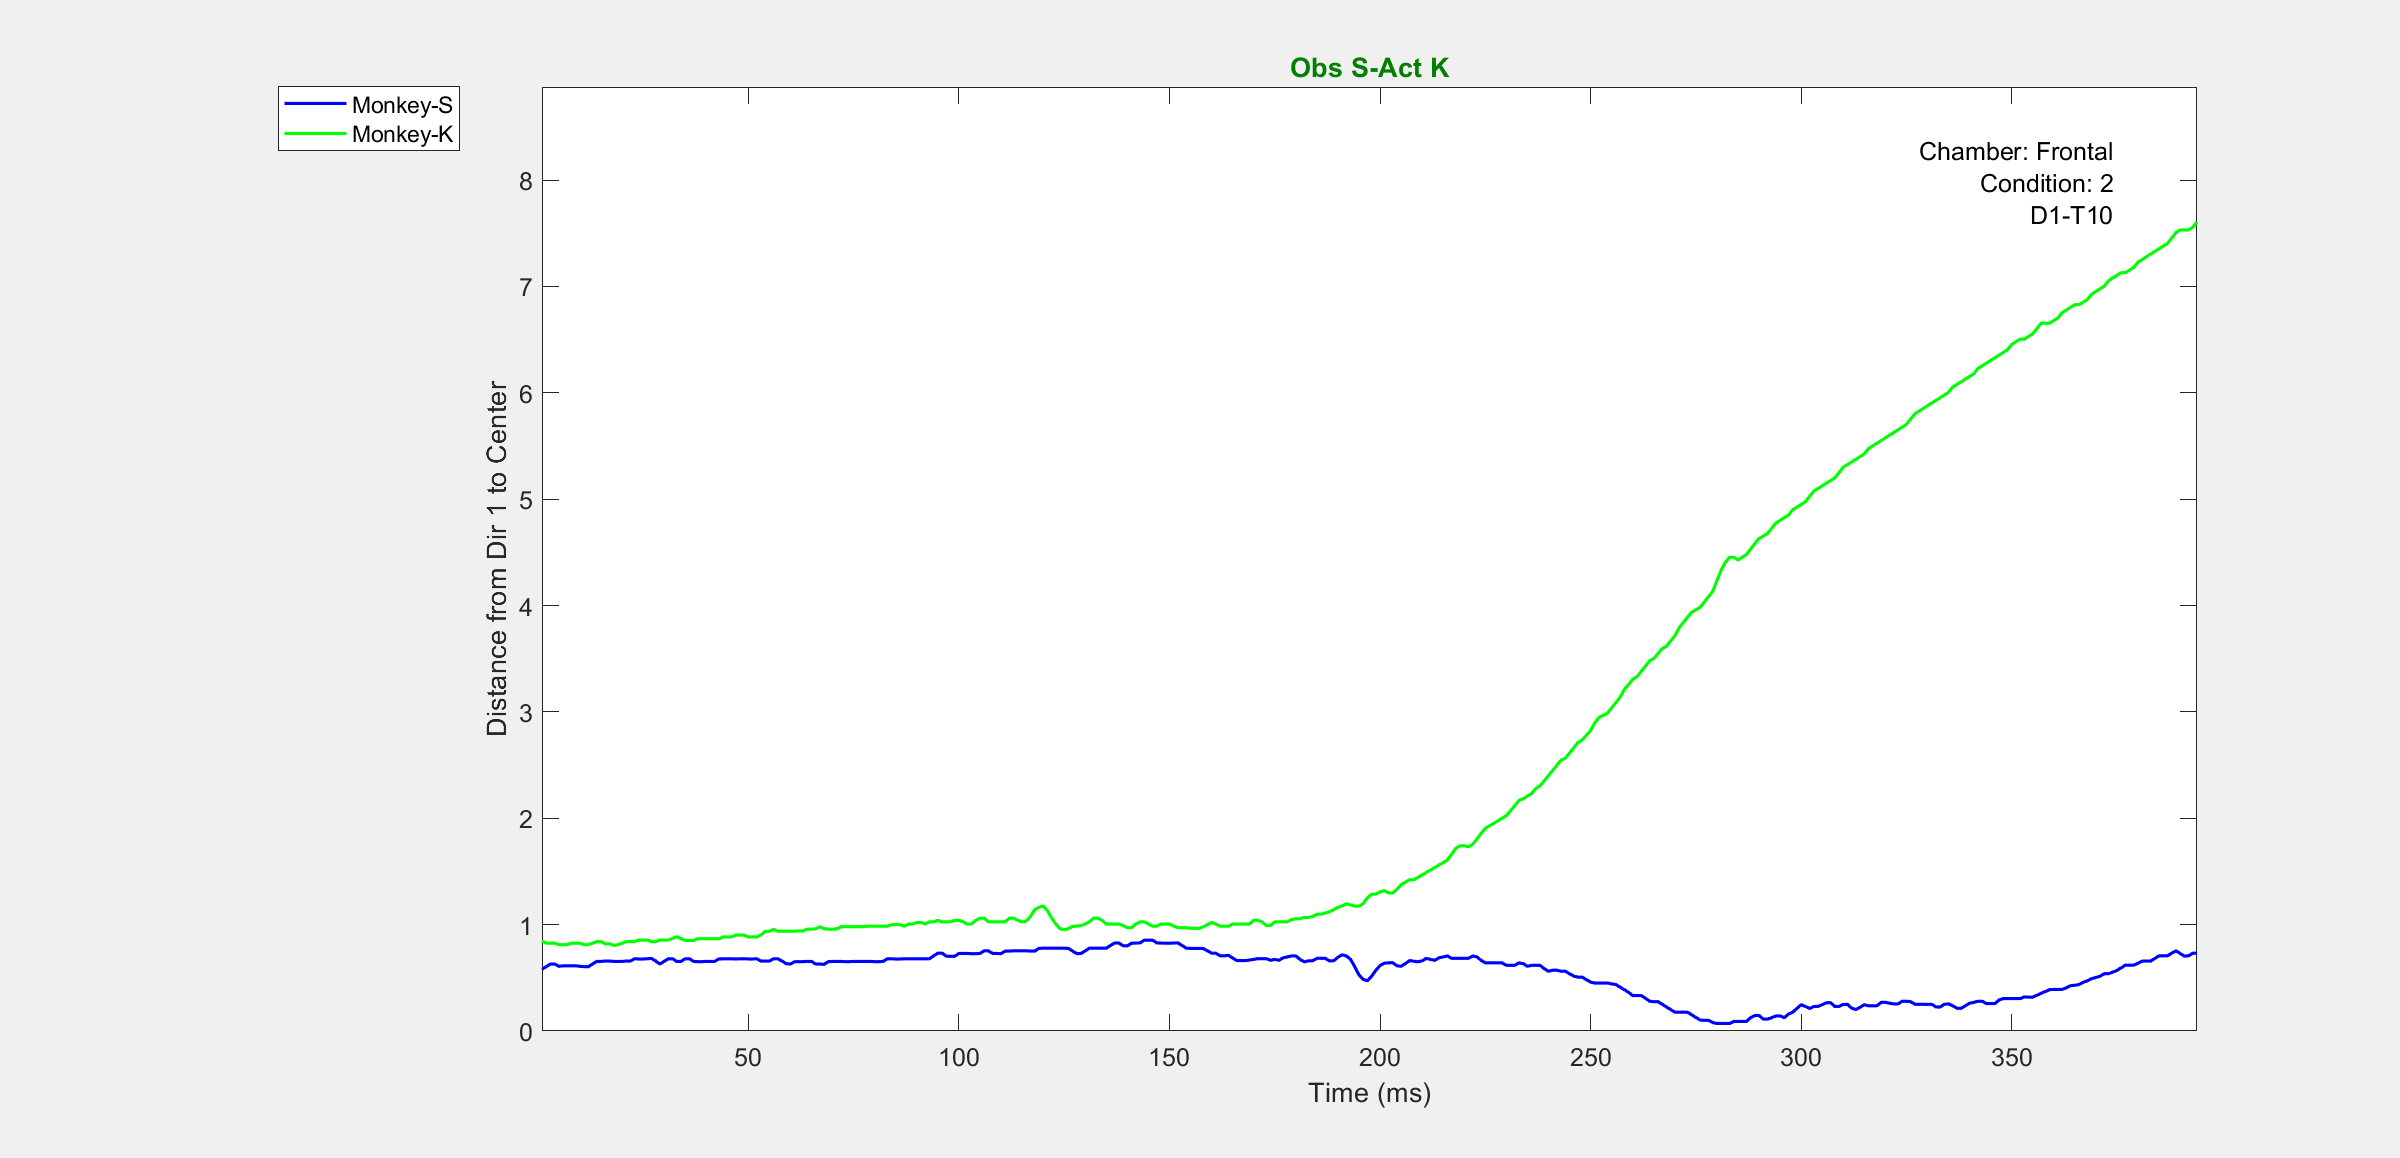 Obs S-Act K
Monkey-S
Monkey-K
Chamber: Frontal
Condition: 2
D1-T10
Distance from Dir 1 to Center
8
7
6
5
4
3
2
1
0
50 100 150 200 250 300 350
Time (ms)